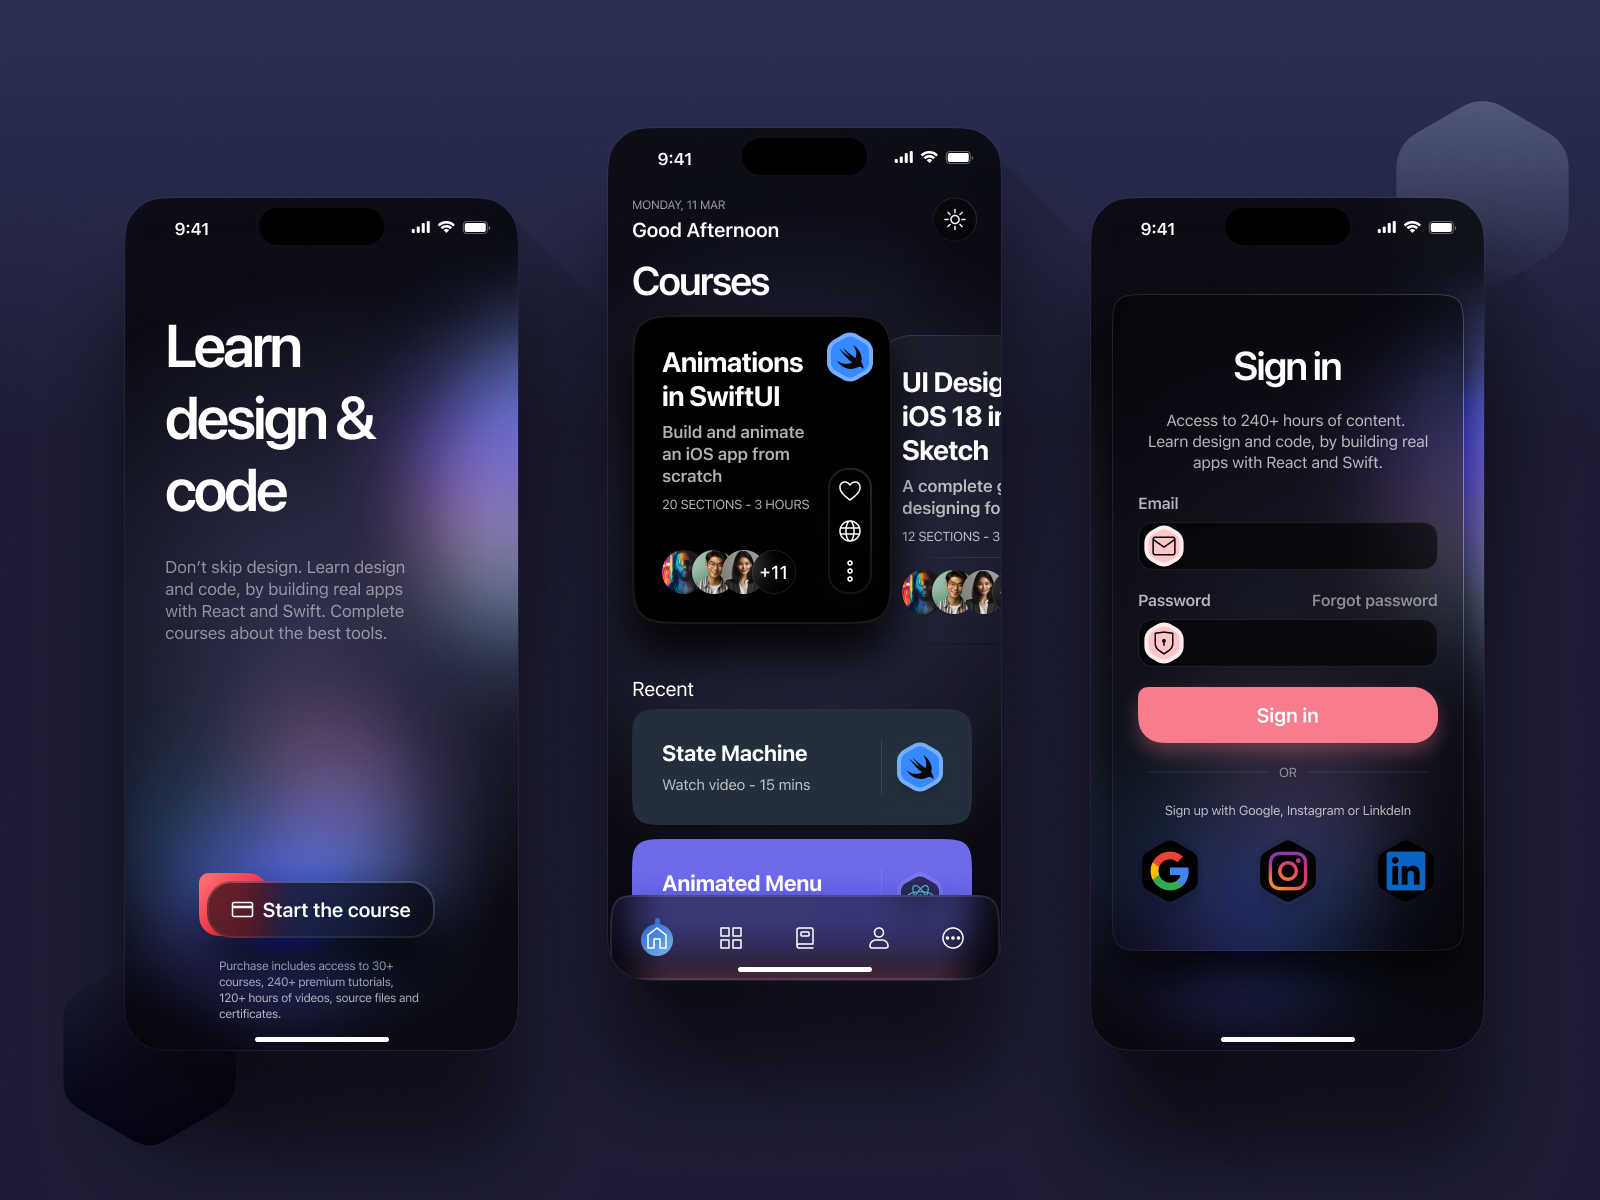 9:41
Learn
design &
code
Don't skip design. Learn design
and code, by building real apps
with React and Swift. Complete
courses about the best tools.
Start the course
Purchase includes access to 30+
courses, 240+ premium tutorials,
120+ hours of videos, source files and
certificates.
9:41
MONDAY, 11 MAR
Good Afternoon
Courses
Animations
in SwiftUI
Build and animate
an iOS app from
scratch
20 SECTIONS - 3 HOURS
+11
UI Desig
iOS 18 in
Sketch
A complete g
designing fo
12 SECTIONS - 3
Recent
State Machine
Watch video - 15 mins
Animated Menu
9:41
Sign in
Access to 240+ hours of content.
Learn design and code, by building real
apps with React and Swift.
Email
Password Forgot password
Sign in
OR
Sign up with Google, Instagram or LinkdeIn
in